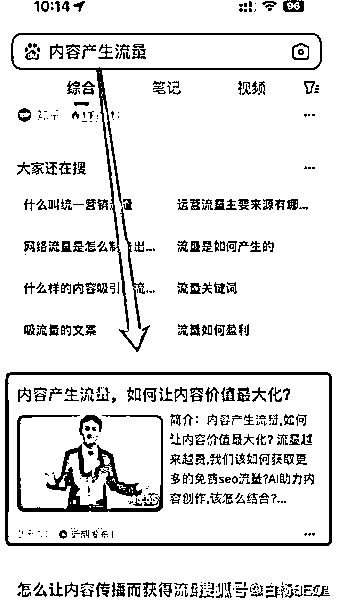 10:14
96
内容产生流量
综合
笔记
视频
大家还在搜
什么叫统一营销流量
运营流量主要来源有哪...
网络流量是怎么制造出...
流量是如何产生的
什么样的内容吸引流...
流量关键词
吸流量的文案
流量如何盈利
内容产生流量，如何让内容价值最大化？
简介：内容产生流量,如何
让内容价值最大化？流量越
来越贵,我们该如何获取更
多的免费seo流量?AI助力内
容创作,该怎么结合?...
怎么让内容传播而获得流量
搜狐号@白杨SEO